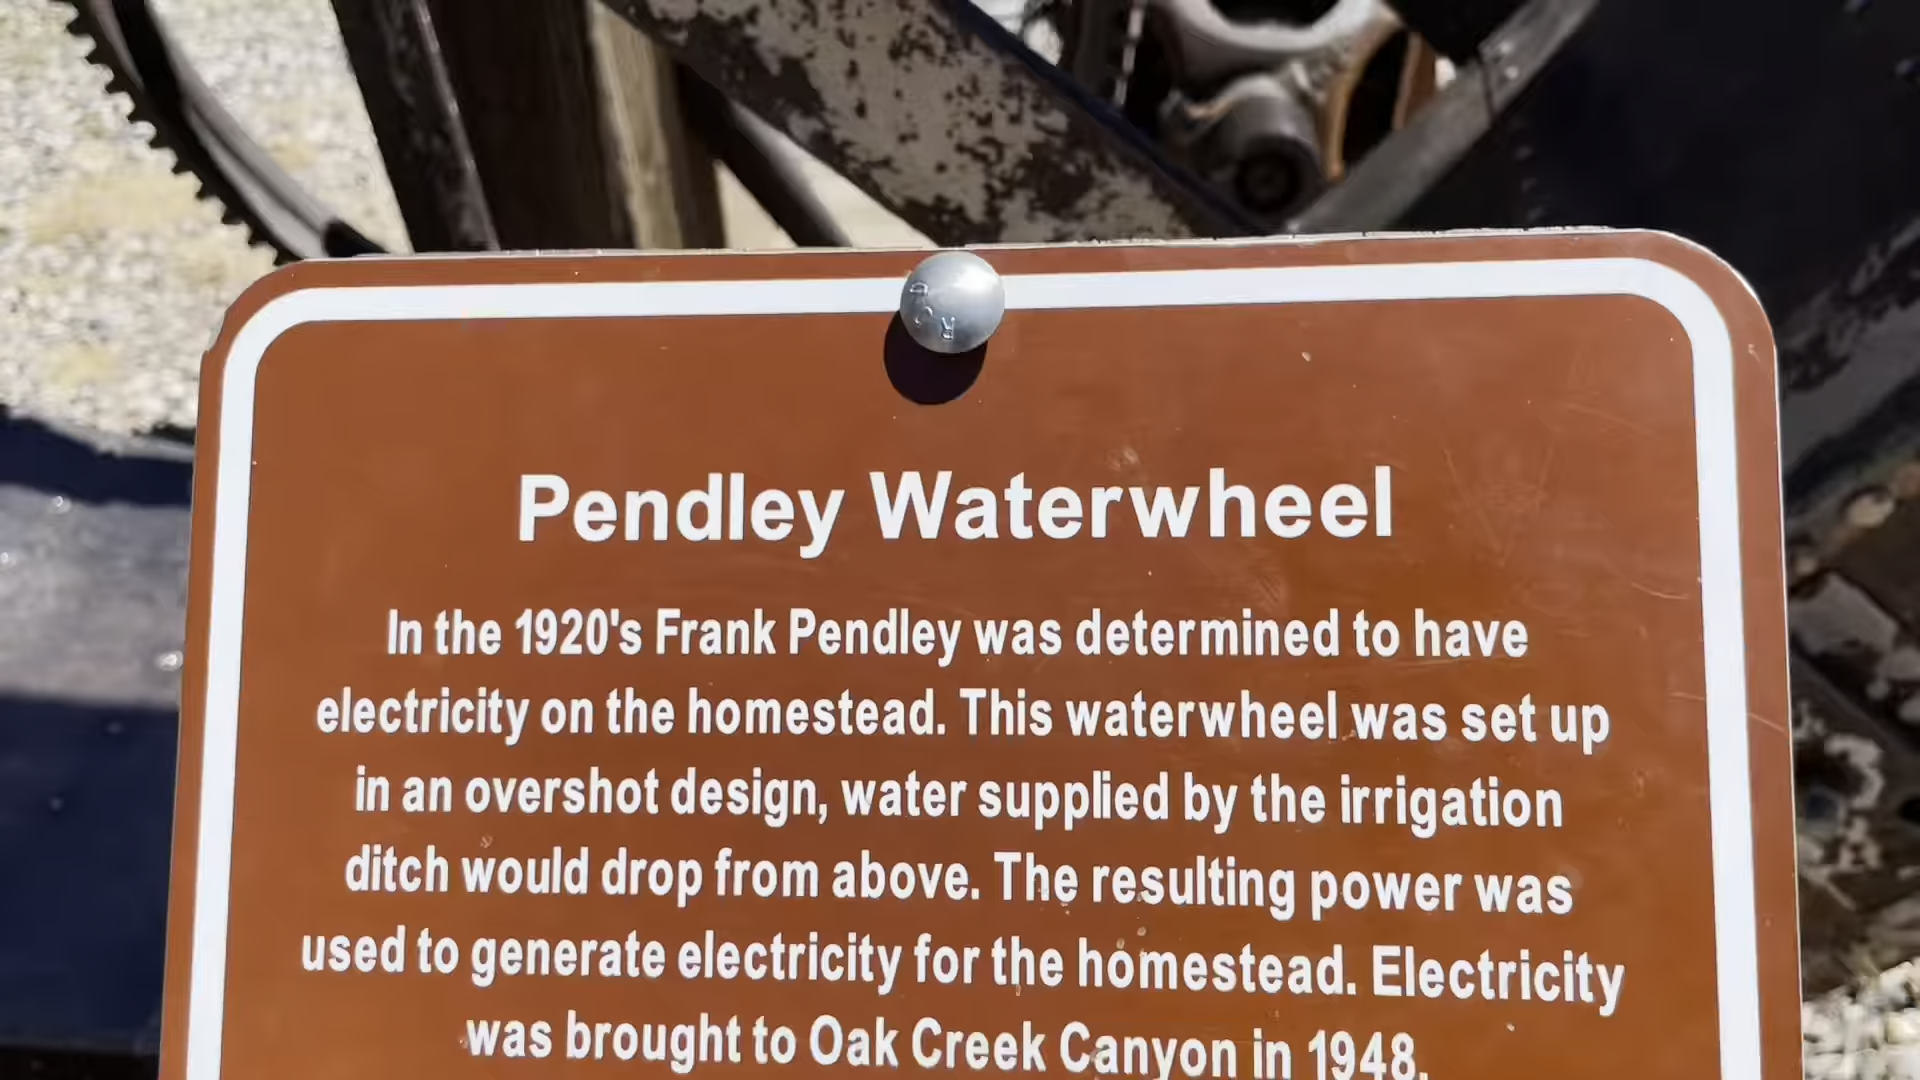 Pendley Waterwheel
In the 1920's Frank Pendley was determined to have
electricity on the homestead. This waterwheel was set up
in an overshot design, water supplied by the irrigation
ditch would drop from above. The resulting power was
used to generate electricity for the homestead. Electricity
was brought to Oak Creek Canyon in 1948.